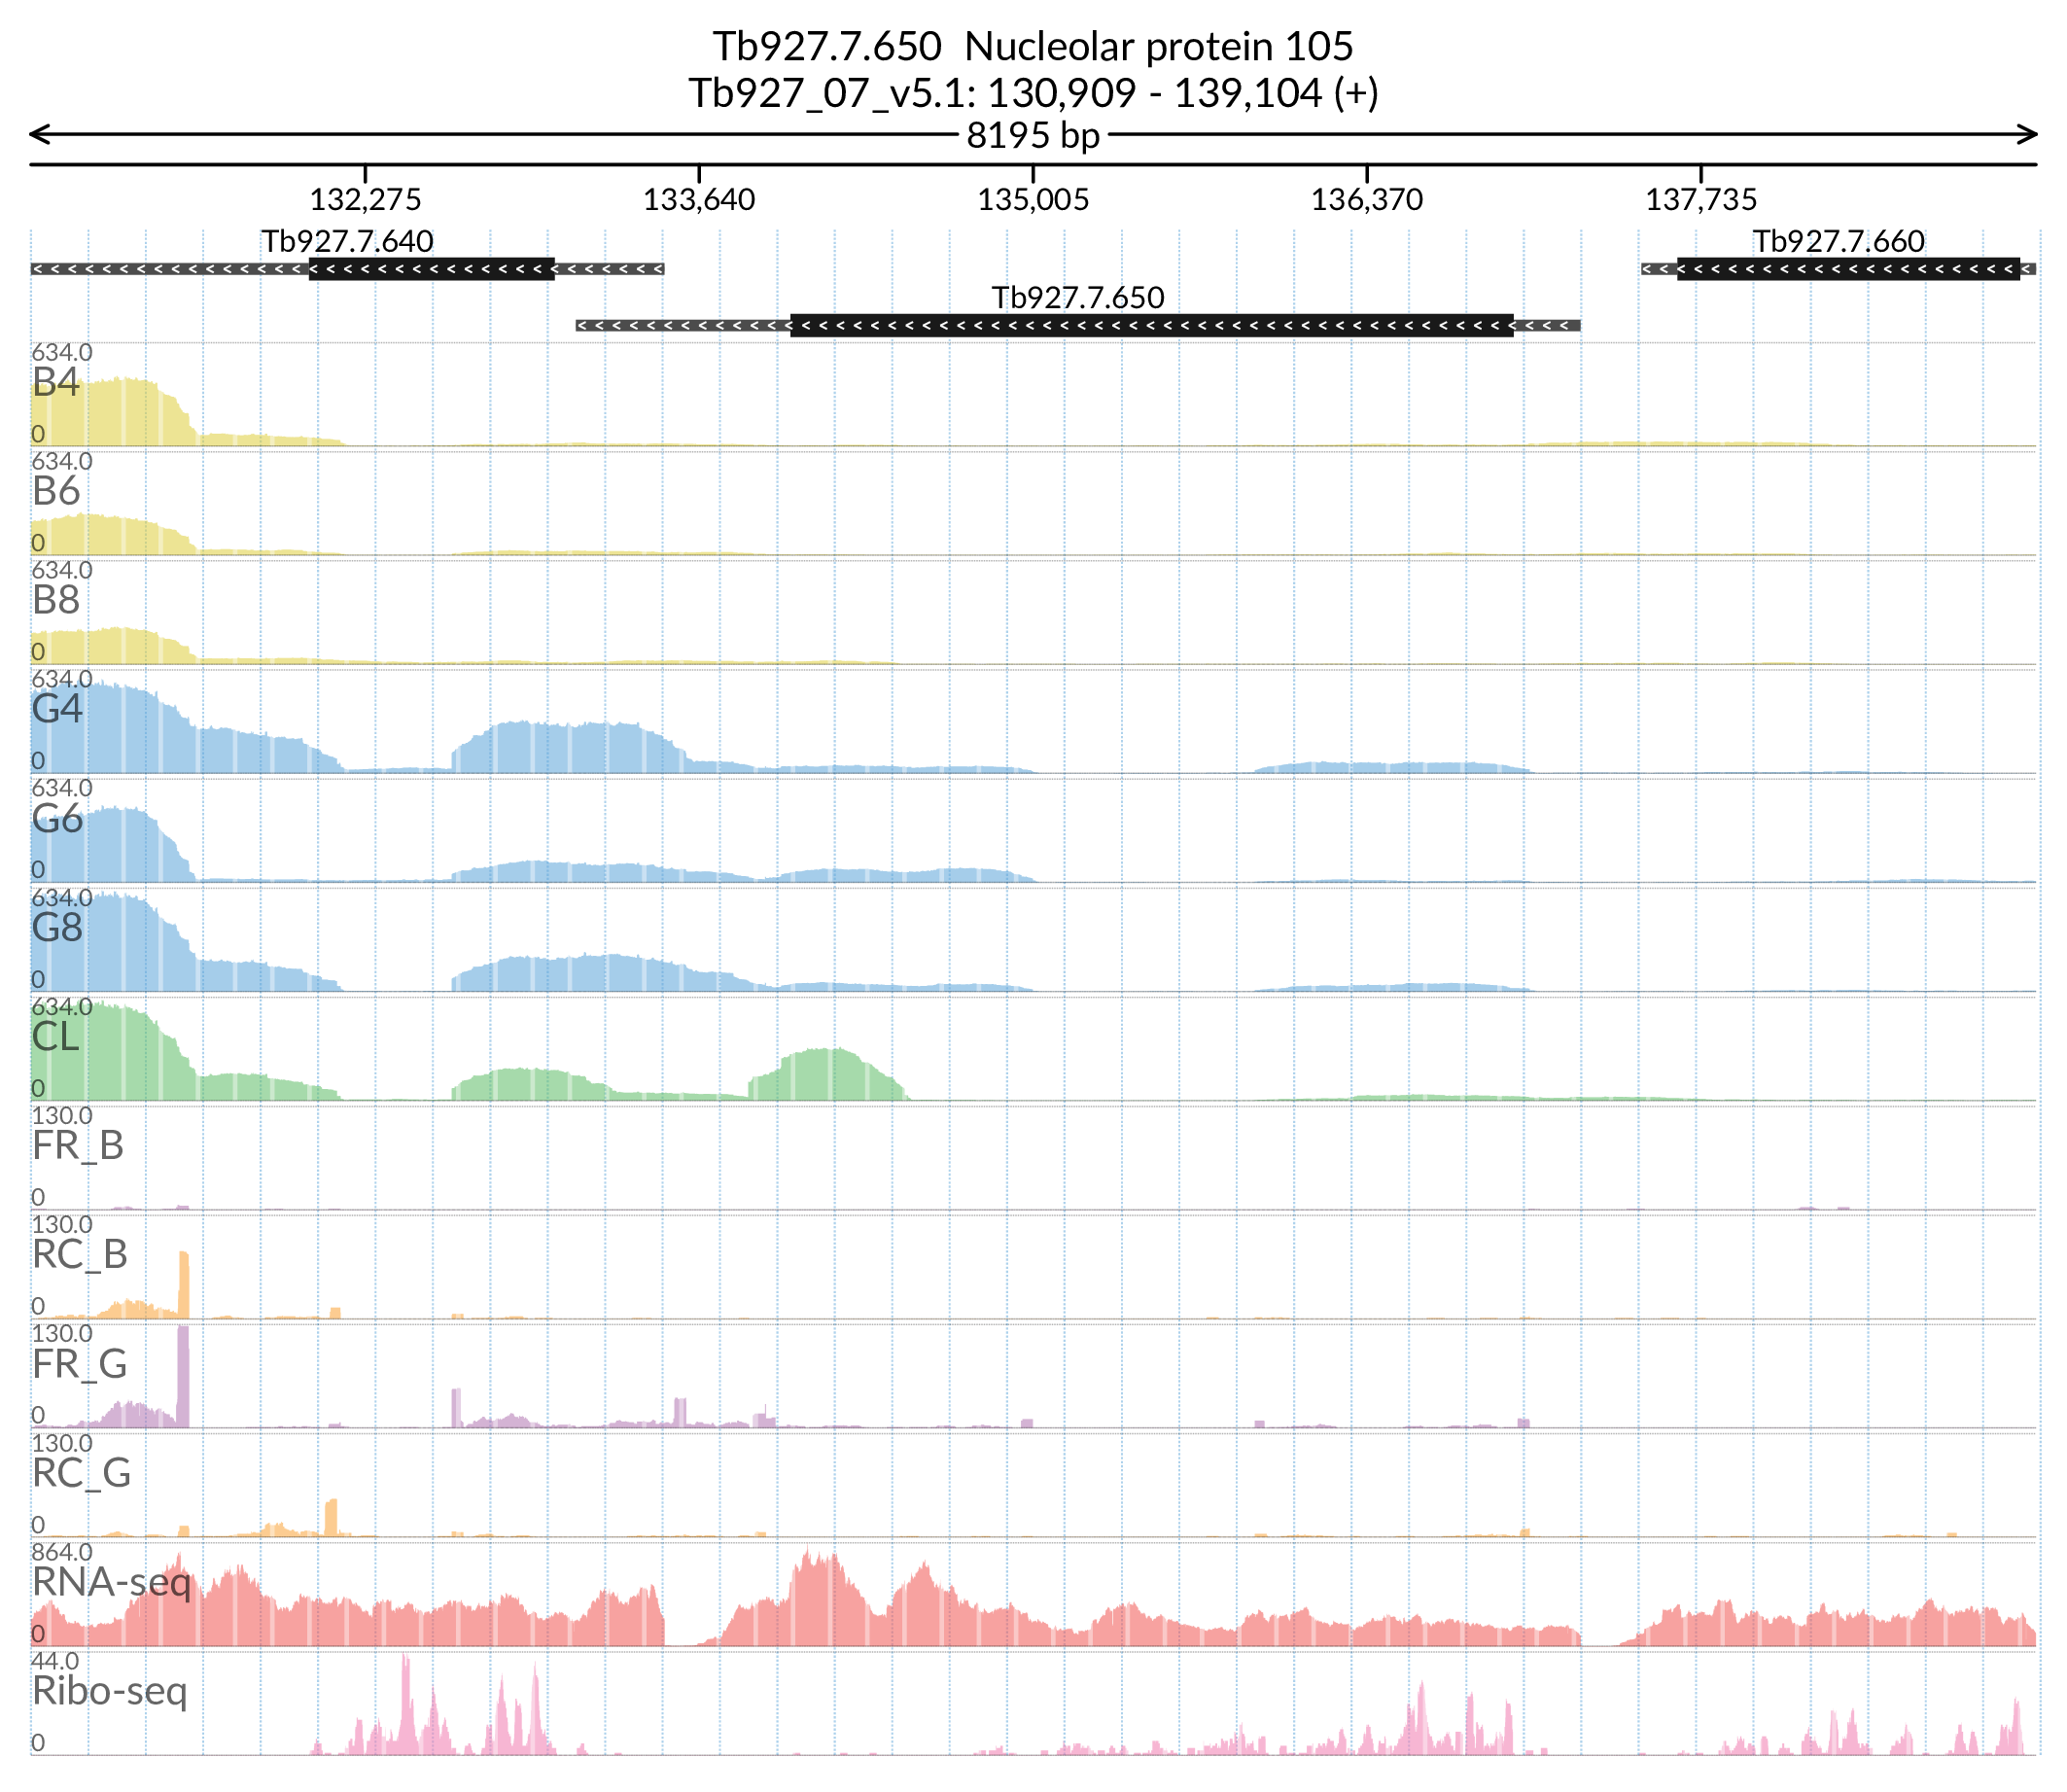 Tb927.7.650  Nucleolar protein 105
Tb927_07_v5.1: 130,909 - 139,104 (+)
8195 bp
132,275 133,640 135,005 136,370 137,735
Tb927.7.640 Tb927.7.660
Tb927.7.650
634.0
B4
0
634.0
B6
0
634.0
B8
0
634.0
G4
0
634.0
G6
0
634.0
G8
0
634.0
CL
0
130.0
FR_B
0
130.0
RC_B
0
130.0
FR_G
0
130.0
RC_G
0
864.0
RNA-seq
0
44.0
Ribo-seq
0